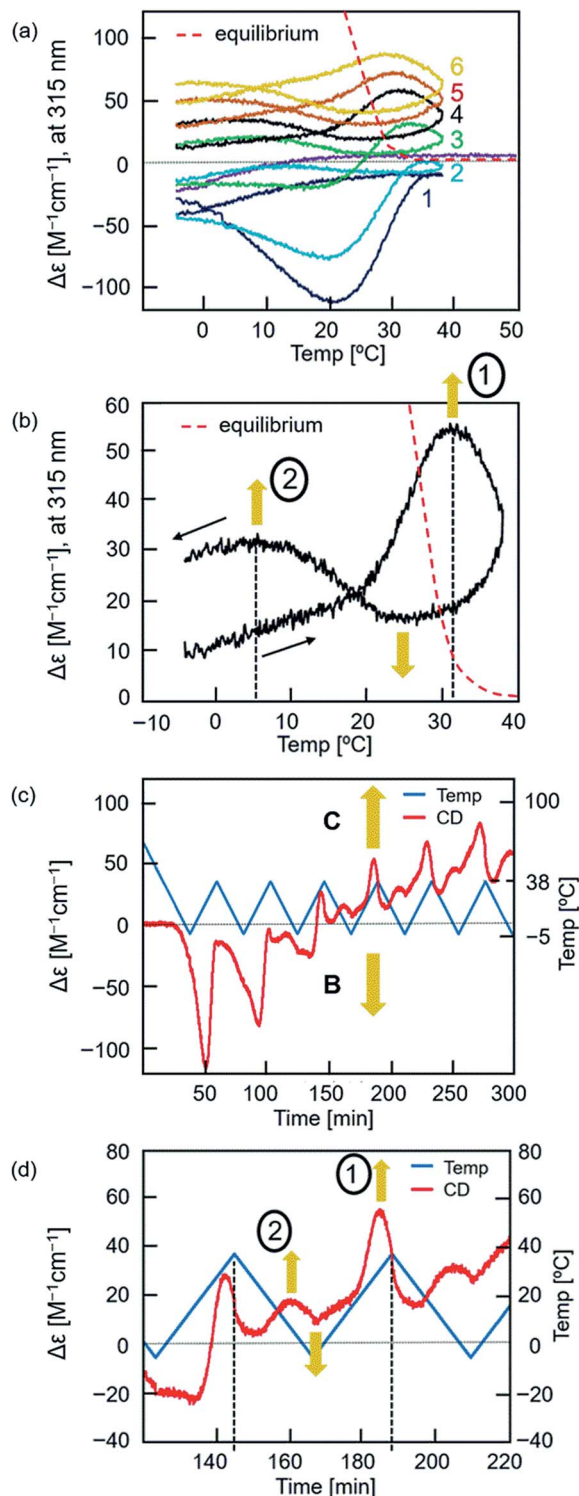 (a)
equilibrium
100
50
0
−50
−100
Δε [M⁻¹cm⁻¹], at 315 nm
6
5
4
3
2
1
0 10 20 30 40 50
Temp [ºC]
(b)
equilibrium
1
2
60
50
40
30
20
10
0
Δε [M⁻¹cm⁻¹], at 315 nm
−10 0 10 20 30 40
Temp [ºC]
(c)
Temp
CD
C
B
100
50
0
−50
−100
Δε [M⁻¹cm⁻¹]
100
38
−5
Temp [ºC]
50 100 150 200 250 300
Time [min]
(d)
Temp
CD
1
2
80
60
40
20
0
−20
−40
Δε [M⁻¹cm⁻¹]
80
60
40
20
0
−20
−40
Temp [ºC]
140 160 180 200 220
Time [min]